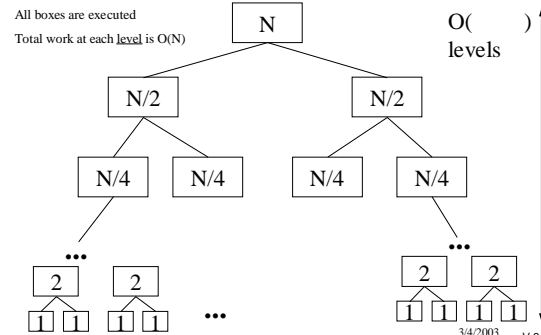 All boxes are executed
Total work at each level is O(N)
N
O( )
levels
N/2 N/2
N/4 N/4 N/4 N/4
... ...
2 2 2 2
1 1 1 1 ... 1 1 1 1
3/4/2003